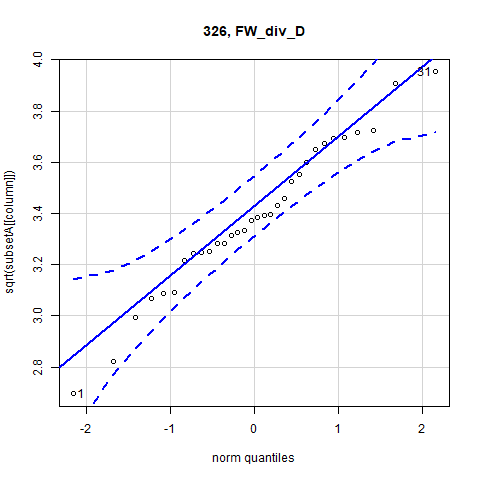 326, FW_div_D
sqrt(subsetA[[column]])
4.0
3.8
3.6
3.4
3.2
3.0
2.8
31
1
-2 -1 0 1 2
norm quantiles